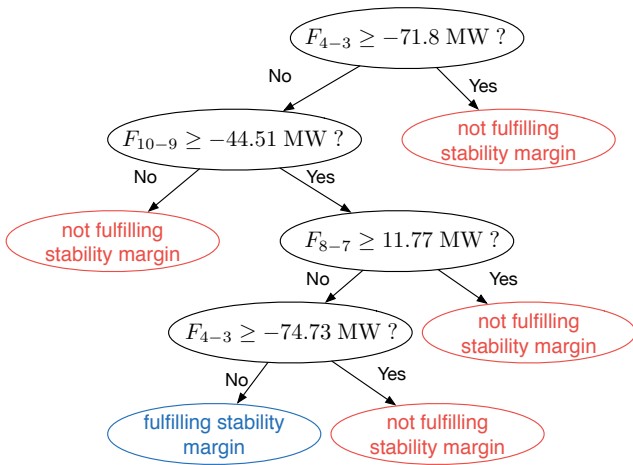 F4−3 ≥ −71.8 MW ?
No
Yes
F10−9 ≥ −44.51 MW ?
not fulfilling
stability margin
No
Yes
not fulfilling
stability margin
F8−7 ≥ 11.77 MW ?
No
Yes
F4−3 ≥ −74.73 MW ?
not fulfilling
stability margin
No
Yes
fulfilling stability
margin
not fulfilling
stability margin